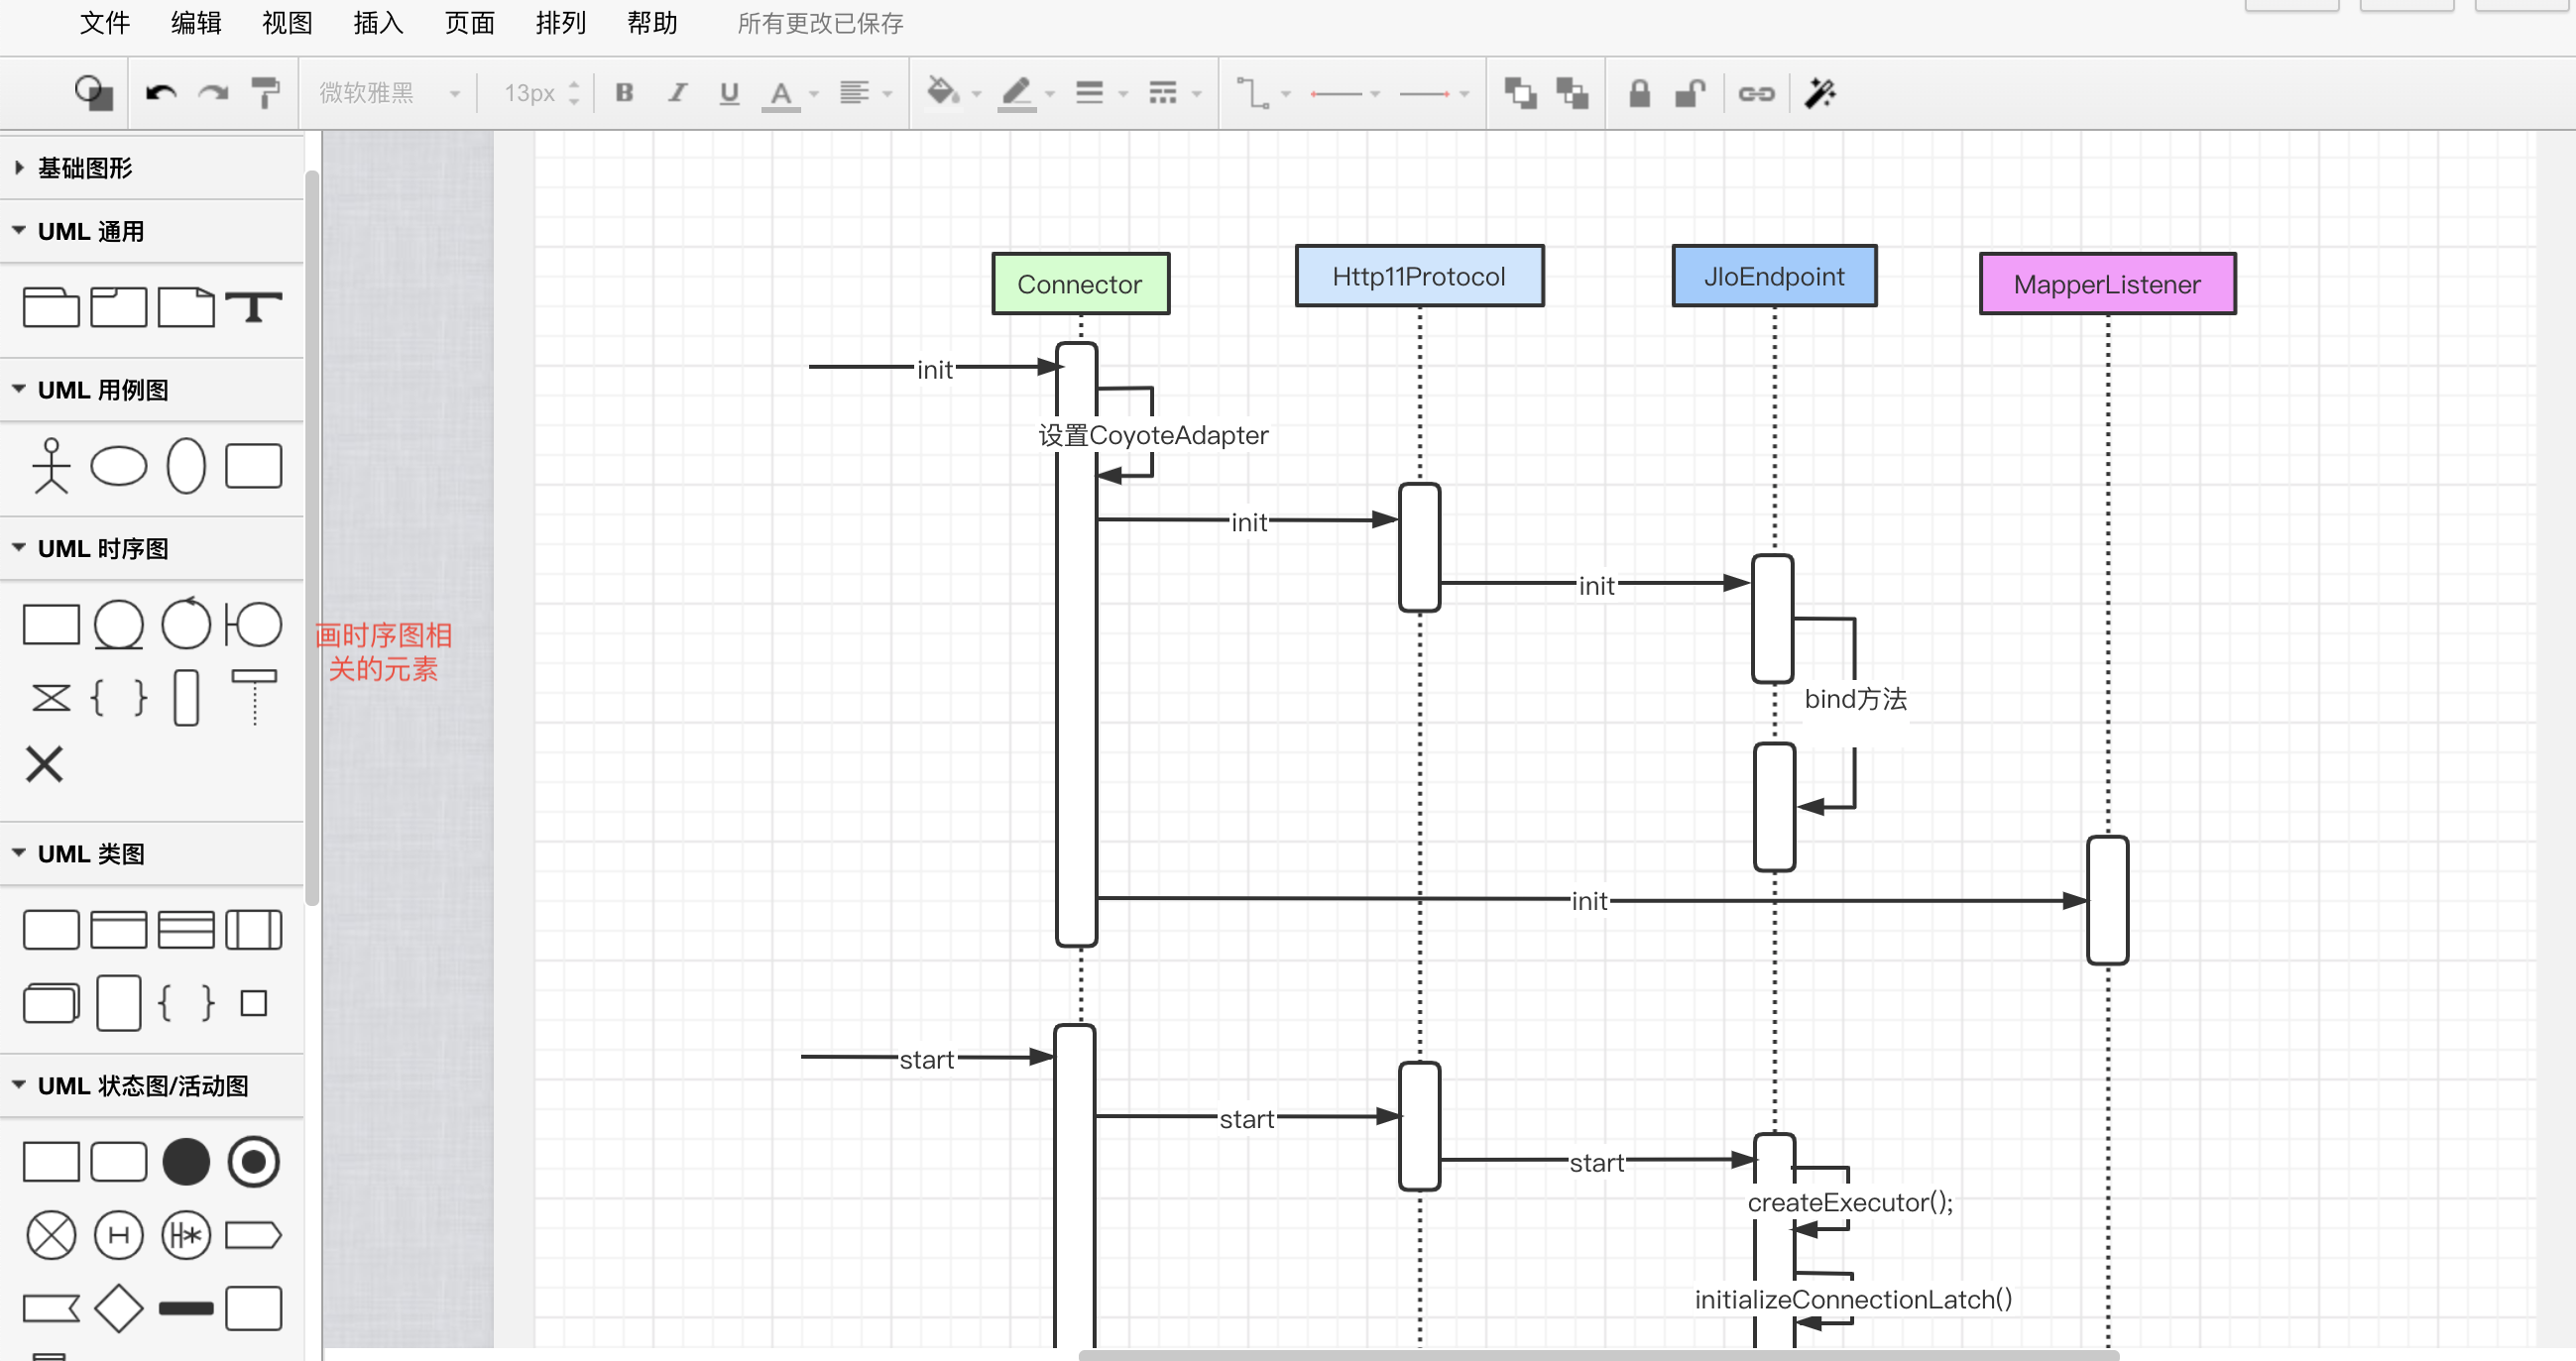 文件 编辑 视图 插入 页面 排列 帮助 所有更改已保存
微软雅黑 13px B I U A
基础图形
UML 通用
UML 用例图
UML 时序图
画时序图相
关的元素
UML 类图
UML 状态图/活动图
H
H*
Connector
Http11Protocol
JIoEndpoint
MapperListener
init
设置CoyoteAdapter
init
init
bind方法
init
start
start
start
createExecutor();
initializeConnectionLatch()